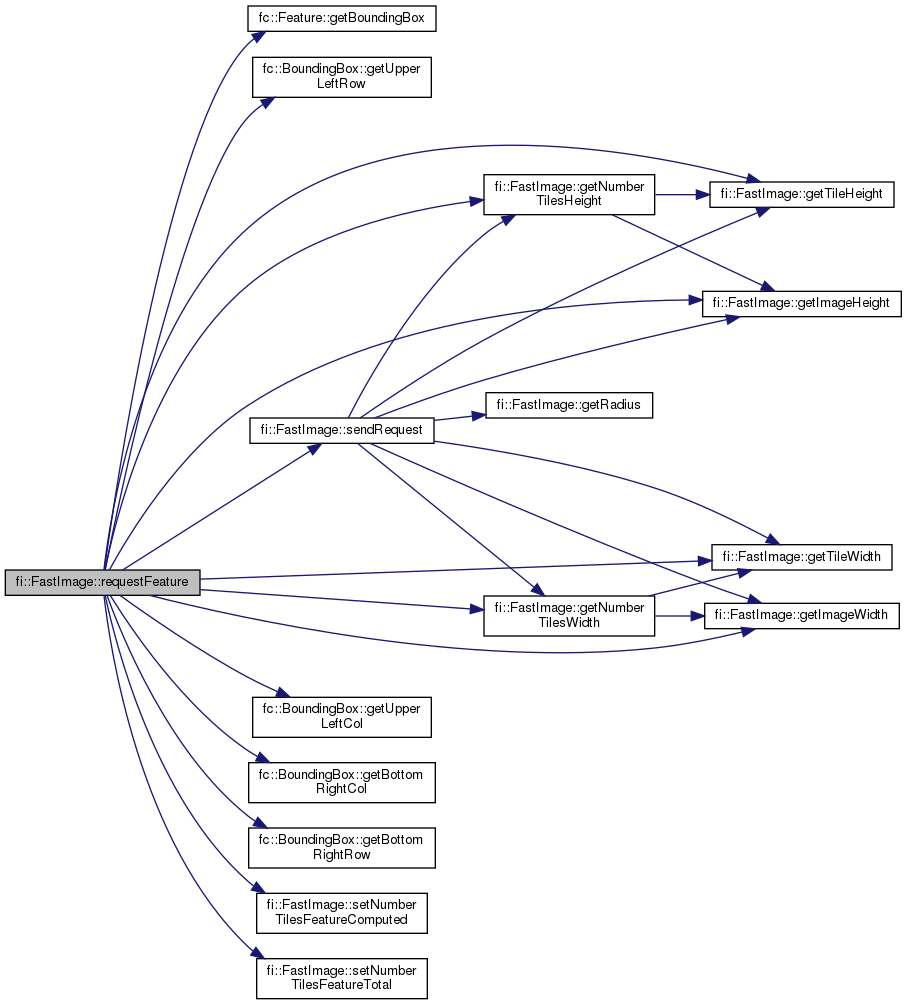 fc::Feature::getBoundingBox
fc::BoundingBox::getUpper
LeftRow
fi::FastImage::getNumber
TilesHeight
fi::FastImage::getTileHeight
fi::FastImage::getImageHeight
fi::FastImage::getRadius
fi::FastImage::sendRequest
fi::FastImage::getTileWidth
fi::FastImage::requestFeature
fi::FastImage::getNumber
TilesWidth
fi::FastImage::getImageWidth
fc::BoundingBox::getUpper
LeftCol
fc::BoundingBox::getBottom
RightCol
fc::BoundingBox::getBottom
RightRow
fi::FastImage::setNumber
TilesFeatureComputed
fi::FastImage::setNumber
TilesFeatureTotal